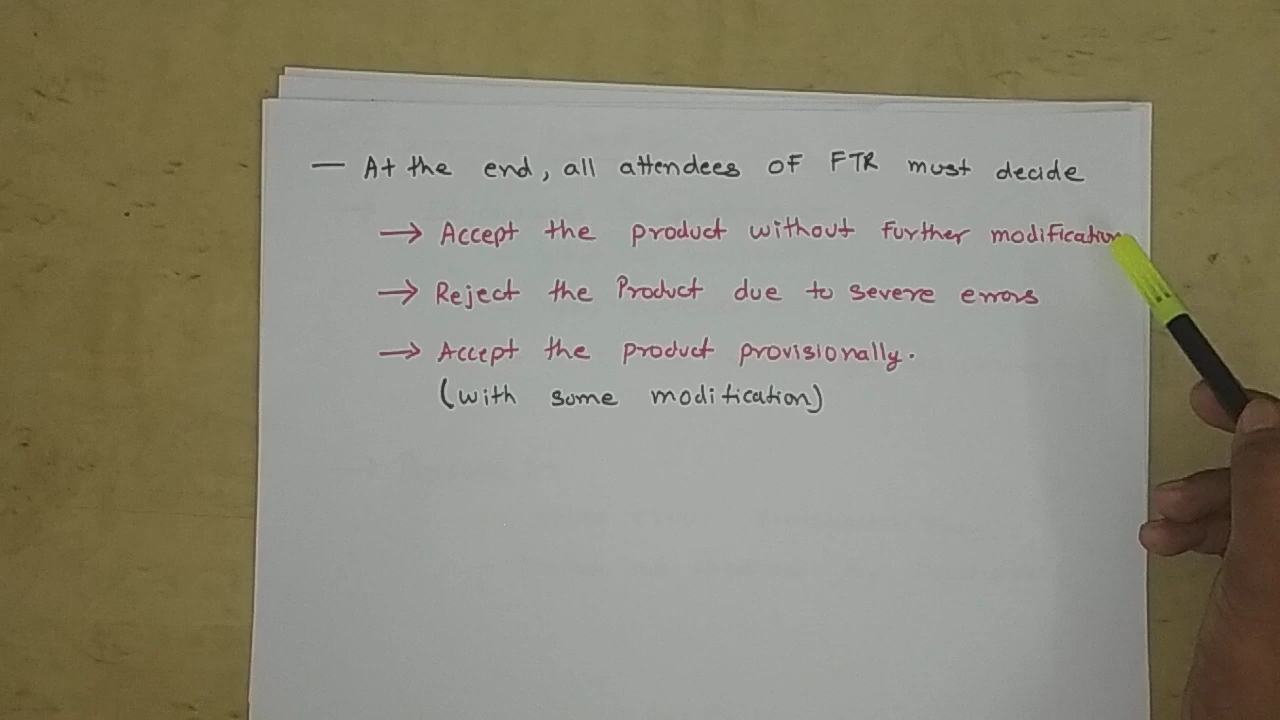 — At the end, all attendees of FTR must decide
→ Accept the product without further modification
→ Reject the Product due to severe errors
→ Accept the product provisionally.
(with some modification)